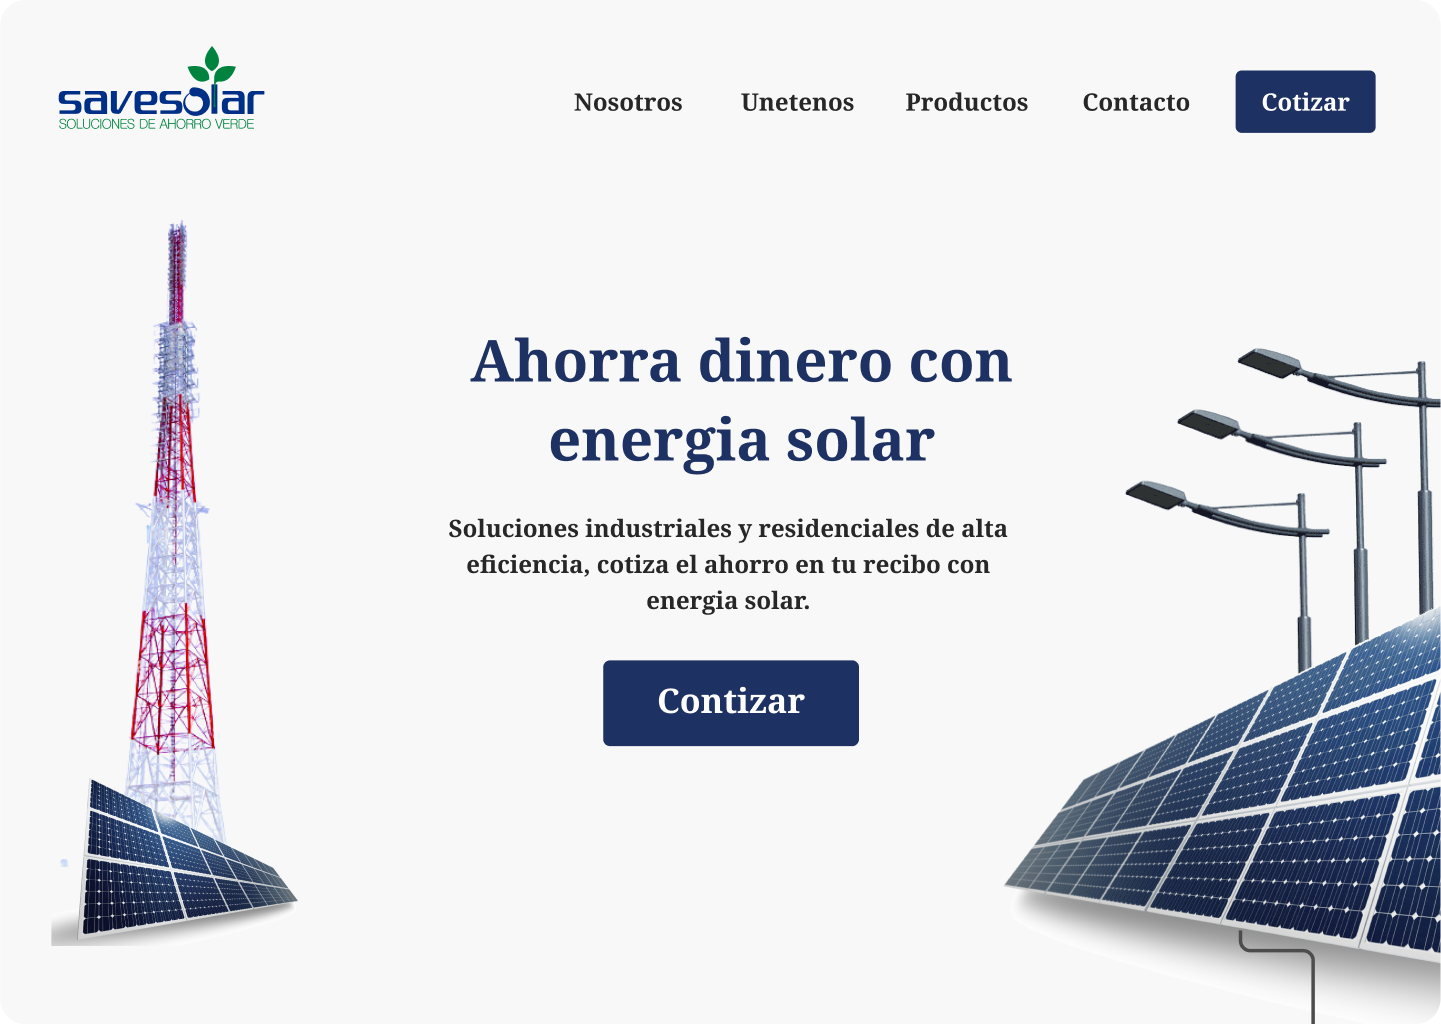 savesolar
SOLUCIONES DE AHORRO VERDE
Nosotros
Unetenos
Productos
Contacto
Cotizar
Ahorra dinero con
energia solar
Soluciones industriales y residenciales de alta
eficiencia, cotiza el ahorro en tu recibo con
energia solar.
Contizar